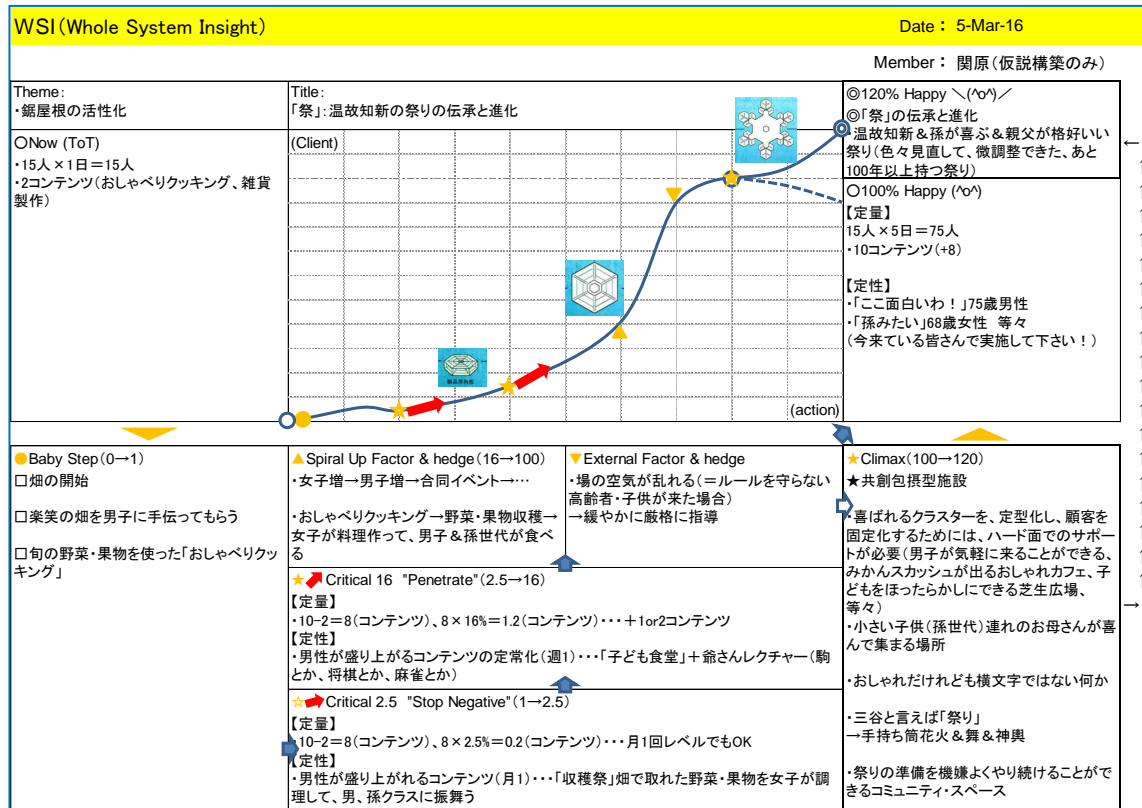 WSI(Whole System Insight)
Date： 5-Mar-16
Member： 関原(仮説構築のみ)
Theme：
・鋸屋根の活性化
Title：
「祭」：温故知新の祭りの伝承と進化
◎120% Happy ＼(^o^)／
◎「祭」の伝承と進化
・温故知新＆孫が喜ぶ＆親父が格好いい
祭り(色々見直して、微調整できた、あと
100年以上持つ祭り)
〇Now (ToT)
・15人×1日＝15人
・2コンテンツ(おしゃべりクッキング、雑貨
製作)
(Client)
(action)
〇100% Happy (^o^)
【定量】
15人×5日＝75人
・10コンテンツ(+8)
【定性】
・「ここ面白いわ！」75歳男性
・「孫みたい」68歳女性 等々
(今来ている皆さんで実施して下さい！)
●Baby Step(0→1)
□畑の開始
□楽笑の畑を男子に手伝ってもらう
□旬の野菜・果物を使った「おしゃべりクッ
キング」
▲Spiral Up Factor & hedge(16→100)
・女子増→男子増→合同イベント→…
・おしゃべりクッキング→野菜・果物収穫→
女子が料理作って、男子＆孫世代が食べ
る
▼External Factor & hedge
・場の空気が乱れる(＝ルールを守らない
高齢者・子供が来た場合)
→緩やかに厳格に指導
★Critical 16 "Penetrate"(2.5→16)
【定量】
・10-2＝8(コンテンツ)、8×16%＝1.2(コンテンツ)・・・＋1or2コンテンツ
【定性】
・男性が盛り上がるコンテンツの定常化(週1)・・・「子ども食堂」＋爺さんレクチャー(駒
とか、将棋とか、麻雀とか)
☆Critical 2.5 "Stop Negative"(1→2.5)
【定量】
・10-2＝8(コンテンツ)、8×2.5%＝0.2(コンテンツ)・・・月1回レベルでもOK
【定性】
・男性が盛り上がれるコンテンツ(月1)・・・「収穫祭」畑で取れた野菜・果物を女子が調
理して、男、孫クラスに振舞う
★Climax(100→120)
★共創包摂型施設
・喜ばれるクラスターを、定型化し、顧客を
固定化するためには、ハード面でのサポー
トが必要(男子が気軽に来ることができる、
みかんスカッシュが出るおしゃれカフェ、子
どもをほったらかしにできる芝生広場、
等々)
・小さい子供(孫世代)連れのお母さんが喜
んで集まる場所
・おしゃれだけれども横文字ではない何か
・三谷と言えば「祭り」
→手持ち筒花火＆舞＆神輿
・祭りの準備を機嫌よくやり続けることがで
きるコミュニティ・スペース